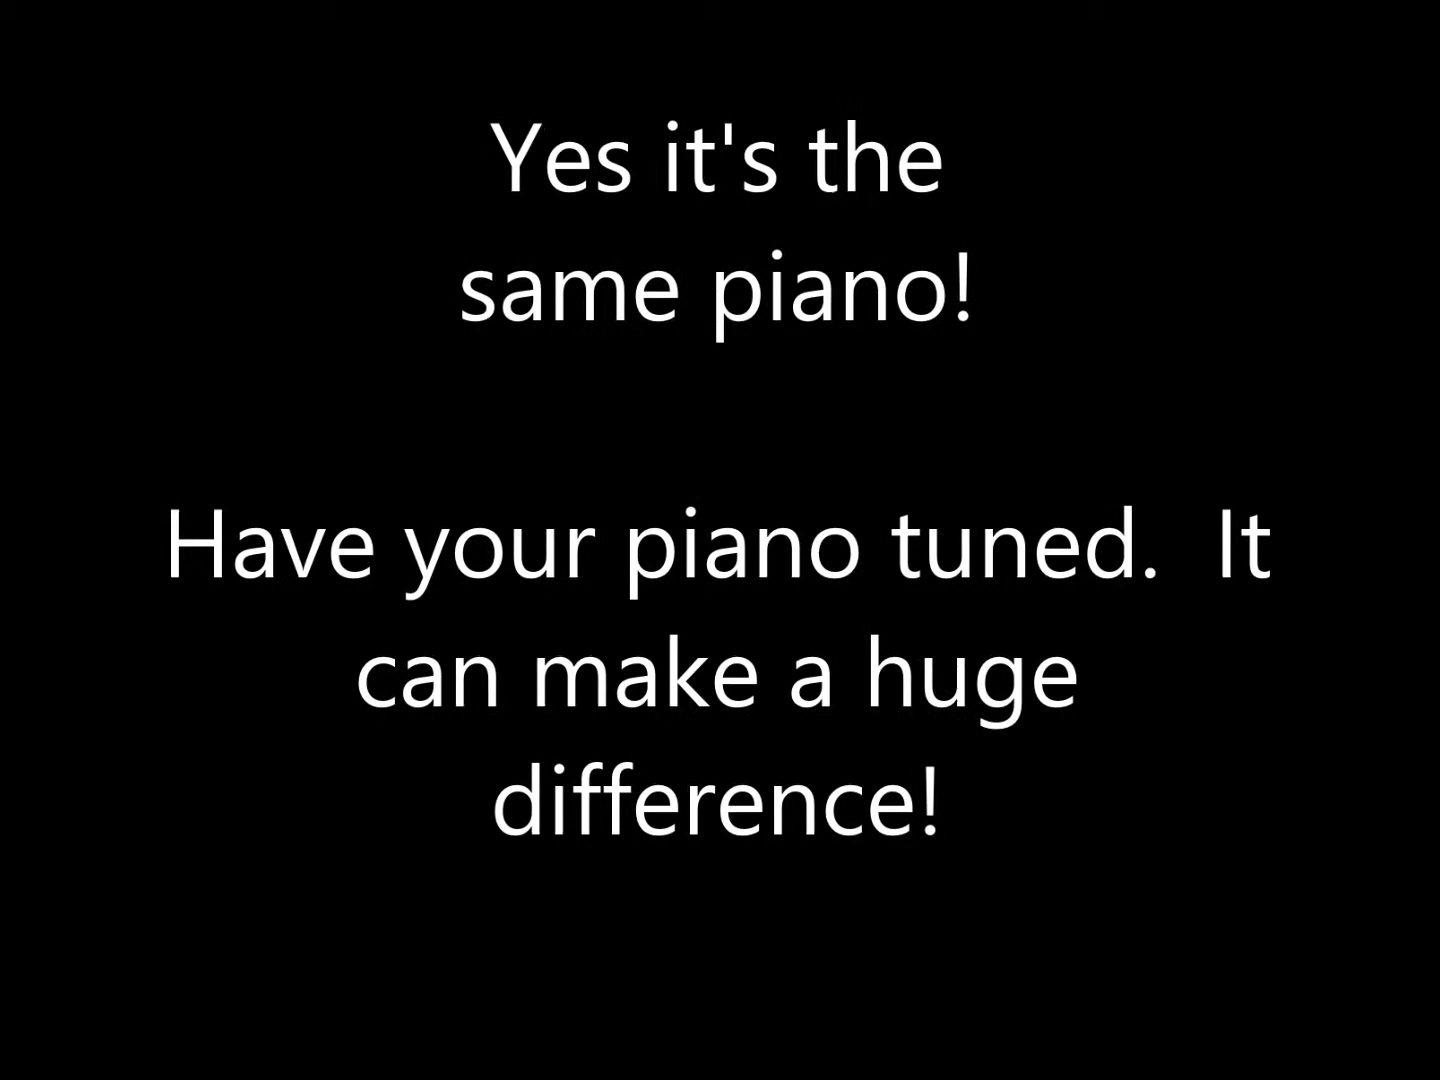 Yes it's the
same piano!
Have your piano tuned.  It
can make a huge
difference!